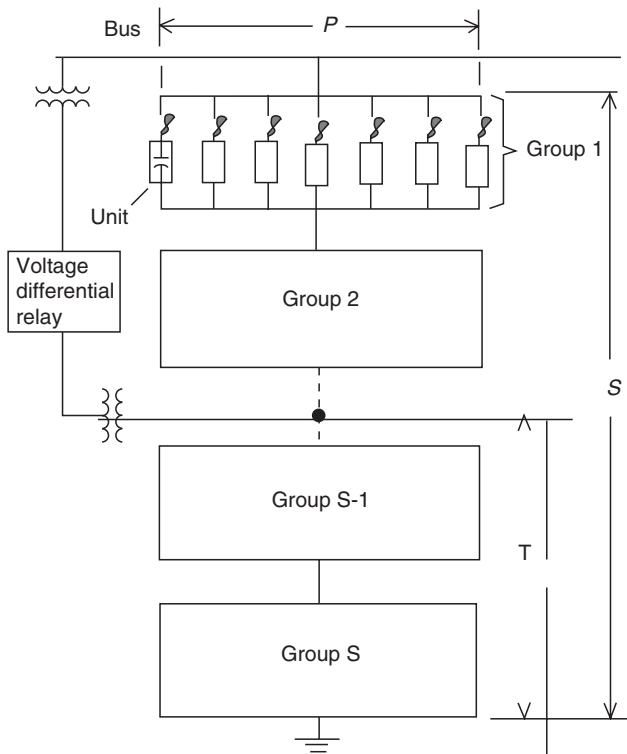 Bus
P
Group 1
Unit
Voltage
differential
relay
Group 2
S
Group S-1
T
Group S